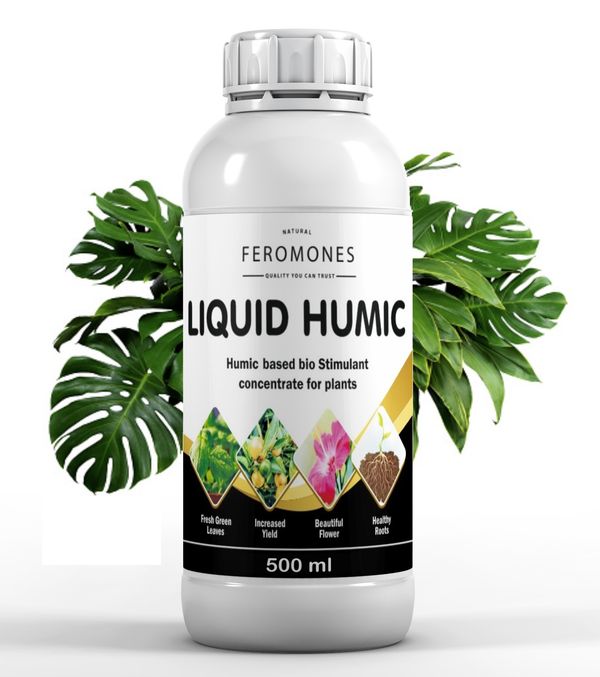 NATURAL
FEROMONES
QUALITY YOU CAN TRUST
LIQUID HUMIC
Humic based bio Stimulant
concentrate for plants
Fresh Green
Leaves
Increased
Yield
Beautiful
Flower
Healthy
Roots
500 ml